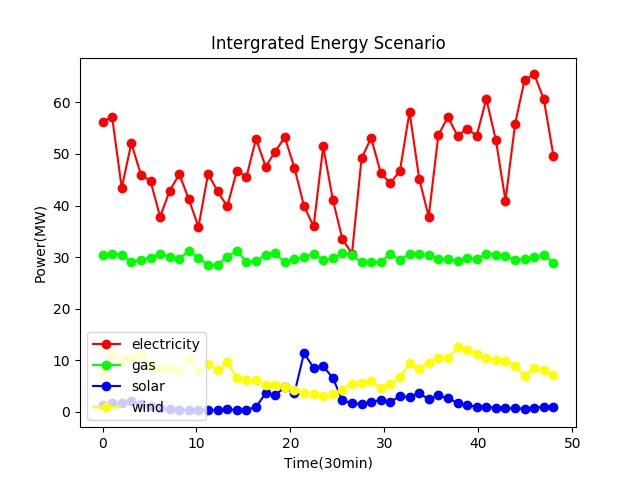 Intergrated Energy Scenario
Power(MW)
60
50
40
30
20
10
0
electricity
gas
solar
wind
0 10 20 30 40 50
Time(30min)